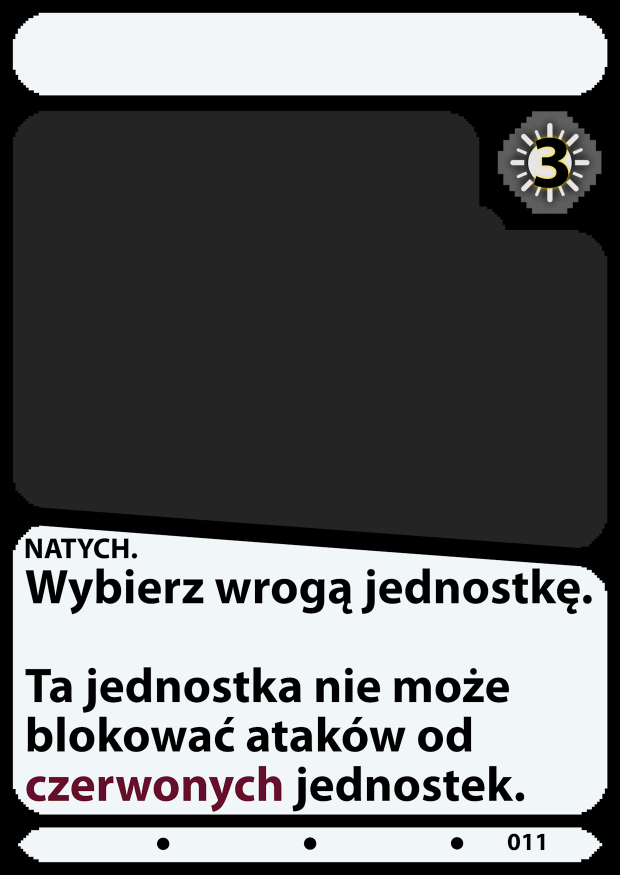 3
NATYCH.
Wybierz wrogą jednostkę.
Ta jednostka nie może
blokować ataków od
czerwonych jednostek.
• • • 011